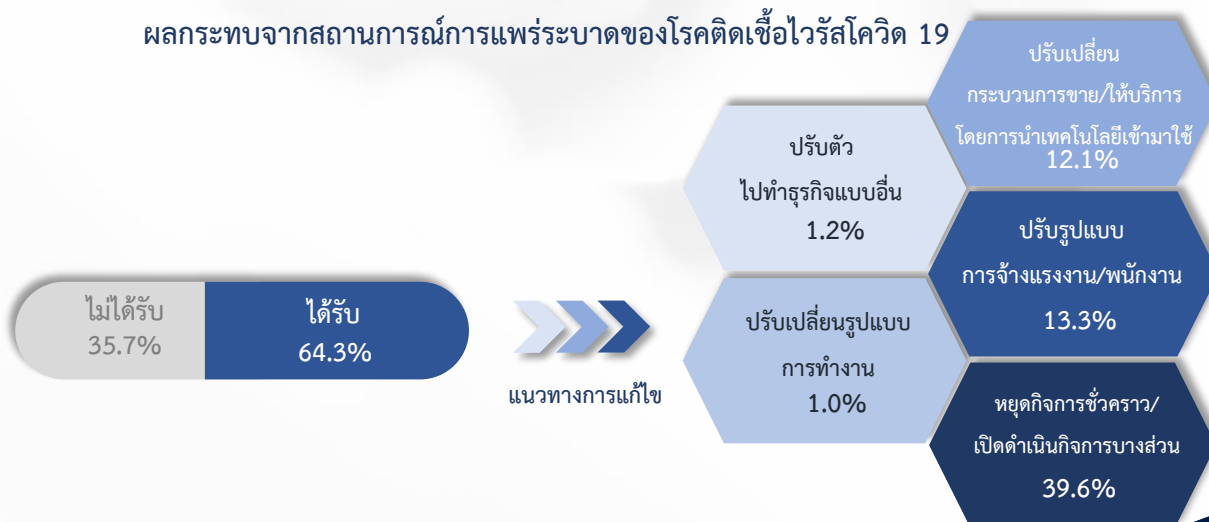 ผลกระทบจากสถานการณ์การแพร่ระบาดของโรคติดเชื้อไวรัสโควิด 19
ไม่ได้รับ
35.7%
ได้รับ
64.3%
แนวทางการแก้ไข
ปรับตัว
ไปทำธุรกิจแบบอื่น
1.2%
ปรับเปลี่ยนรูปแบบ
การทำงาน
1.0%
ปรับเปลี่ยน
กระบวนการขาย/ให้บริการ
โดยการนำเทคโนโลยีเข้ามาใช้
12.1%
ปรับรูปแบบ
การจ้างแรงงาน/พนักงาน
13.3%
หยุดกิจการชั่วคราว/
เปิดดำเนินกิจการบางส่วน
39.6%